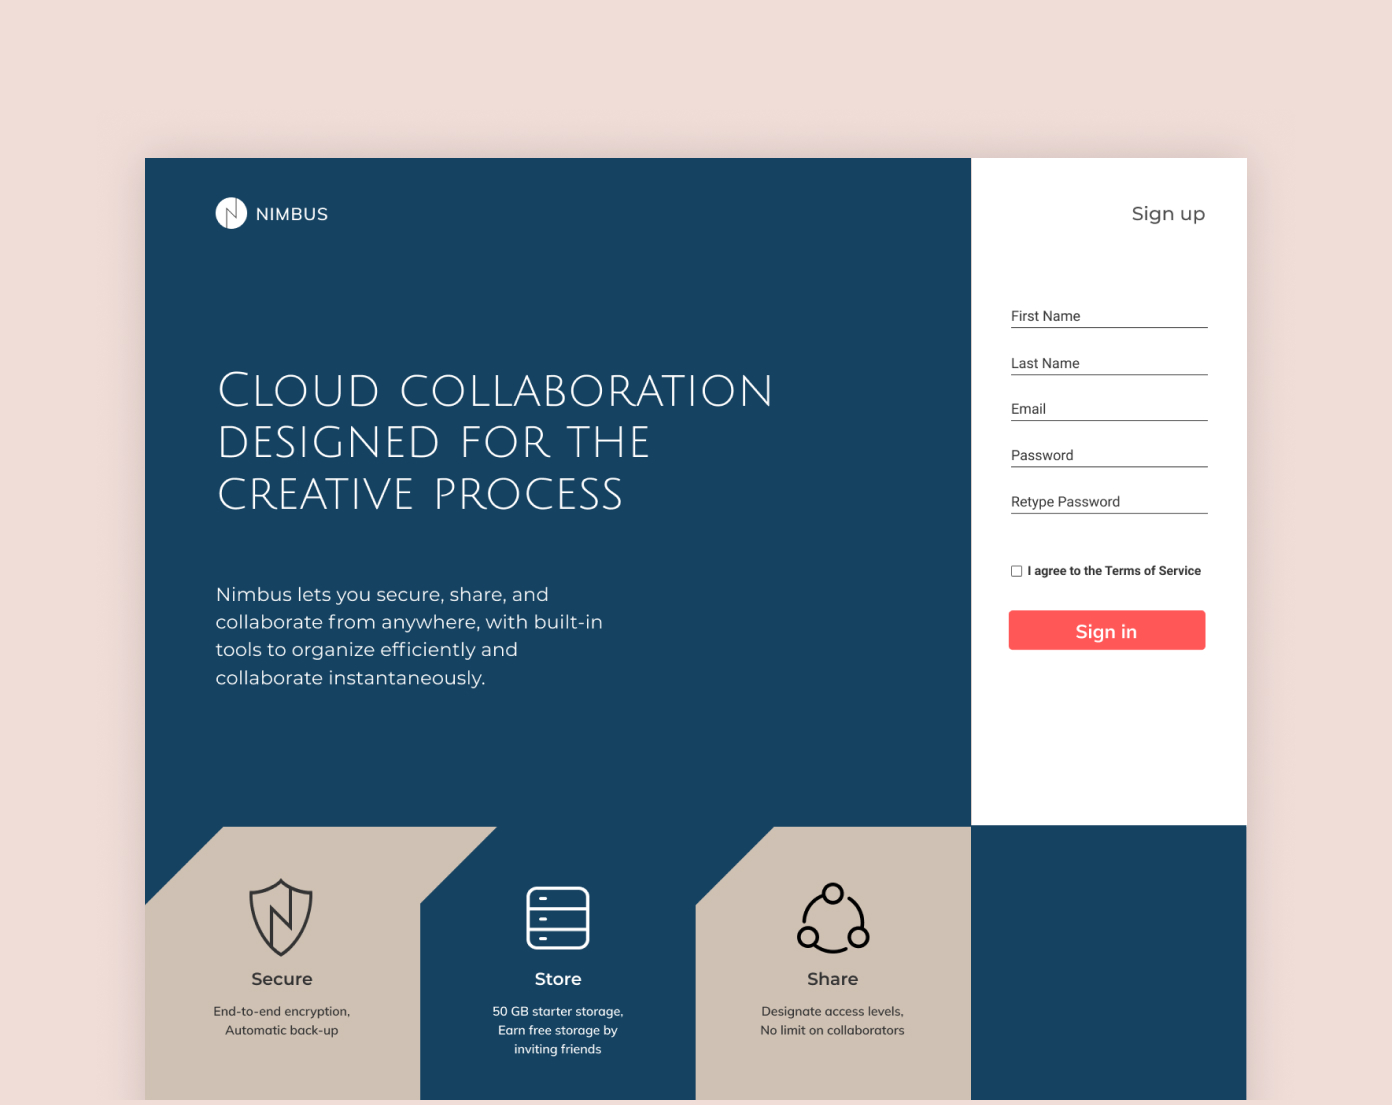 NIMBUS
Sign up
Cloud collaboration
designed for the
creative process
Nimbus lets you secure, share, and
collaborate from anywhere, with built-in
tools to organize efficiently and
collaborate instantaneously.
First Name
Last Name
Email
Password
Retype Password
I agree to the Terms of Service
Sign in
Secure
End-to-end encryption,
Automatic back-up
Store
50 GB starter storage,
Earn free storage by
inviting friends
Share
Designate access levels,
No limit on collaborators